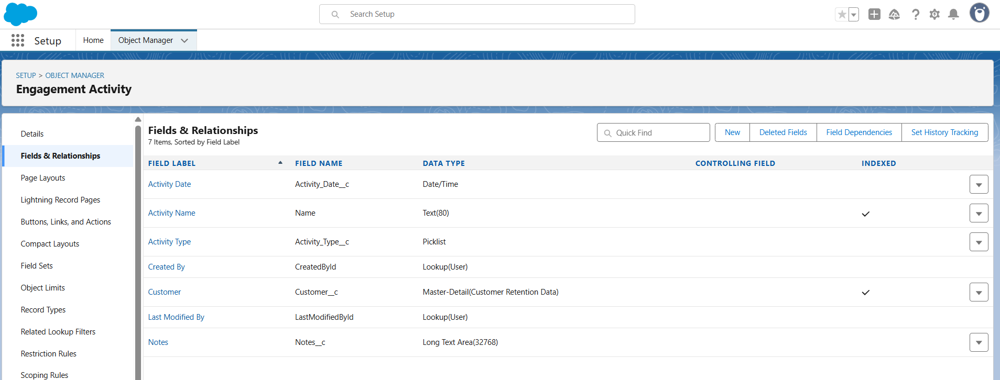 Search Setup
Setup
Home
Object Manager
SETUP > OBJECT MANAGER
Engagement Activity
Details
Fields & Relationships
Page Layouts
Lightning Record Pages
Buttons, Links, and Actions
Compact Layouts
Field Sets
Object Limits
Record Types
Related Lookup Filters
Restriction Rules
Scoping Rules
Fields & Relationships
7 Items, Sorted by Field Label
Quick Find
New
Deleted Fields
Field Dependencies
Set History Tracking
FIELD LABEL FIELD NAME DATA TYPE CONTROLLING FIELD INDEXED
Activity Date Activity_Date__c Date/Time
Activity Name Name Text(80)
Activity Type Activity_Type__c Picklist
Created By CreatedById Lookup(User)
Customer Customer__c Master-Detail(Customer Retention Data)
Last Modified By LastModifiedById Lookup(User)
Notes Notes__c Long Text Area(32768)